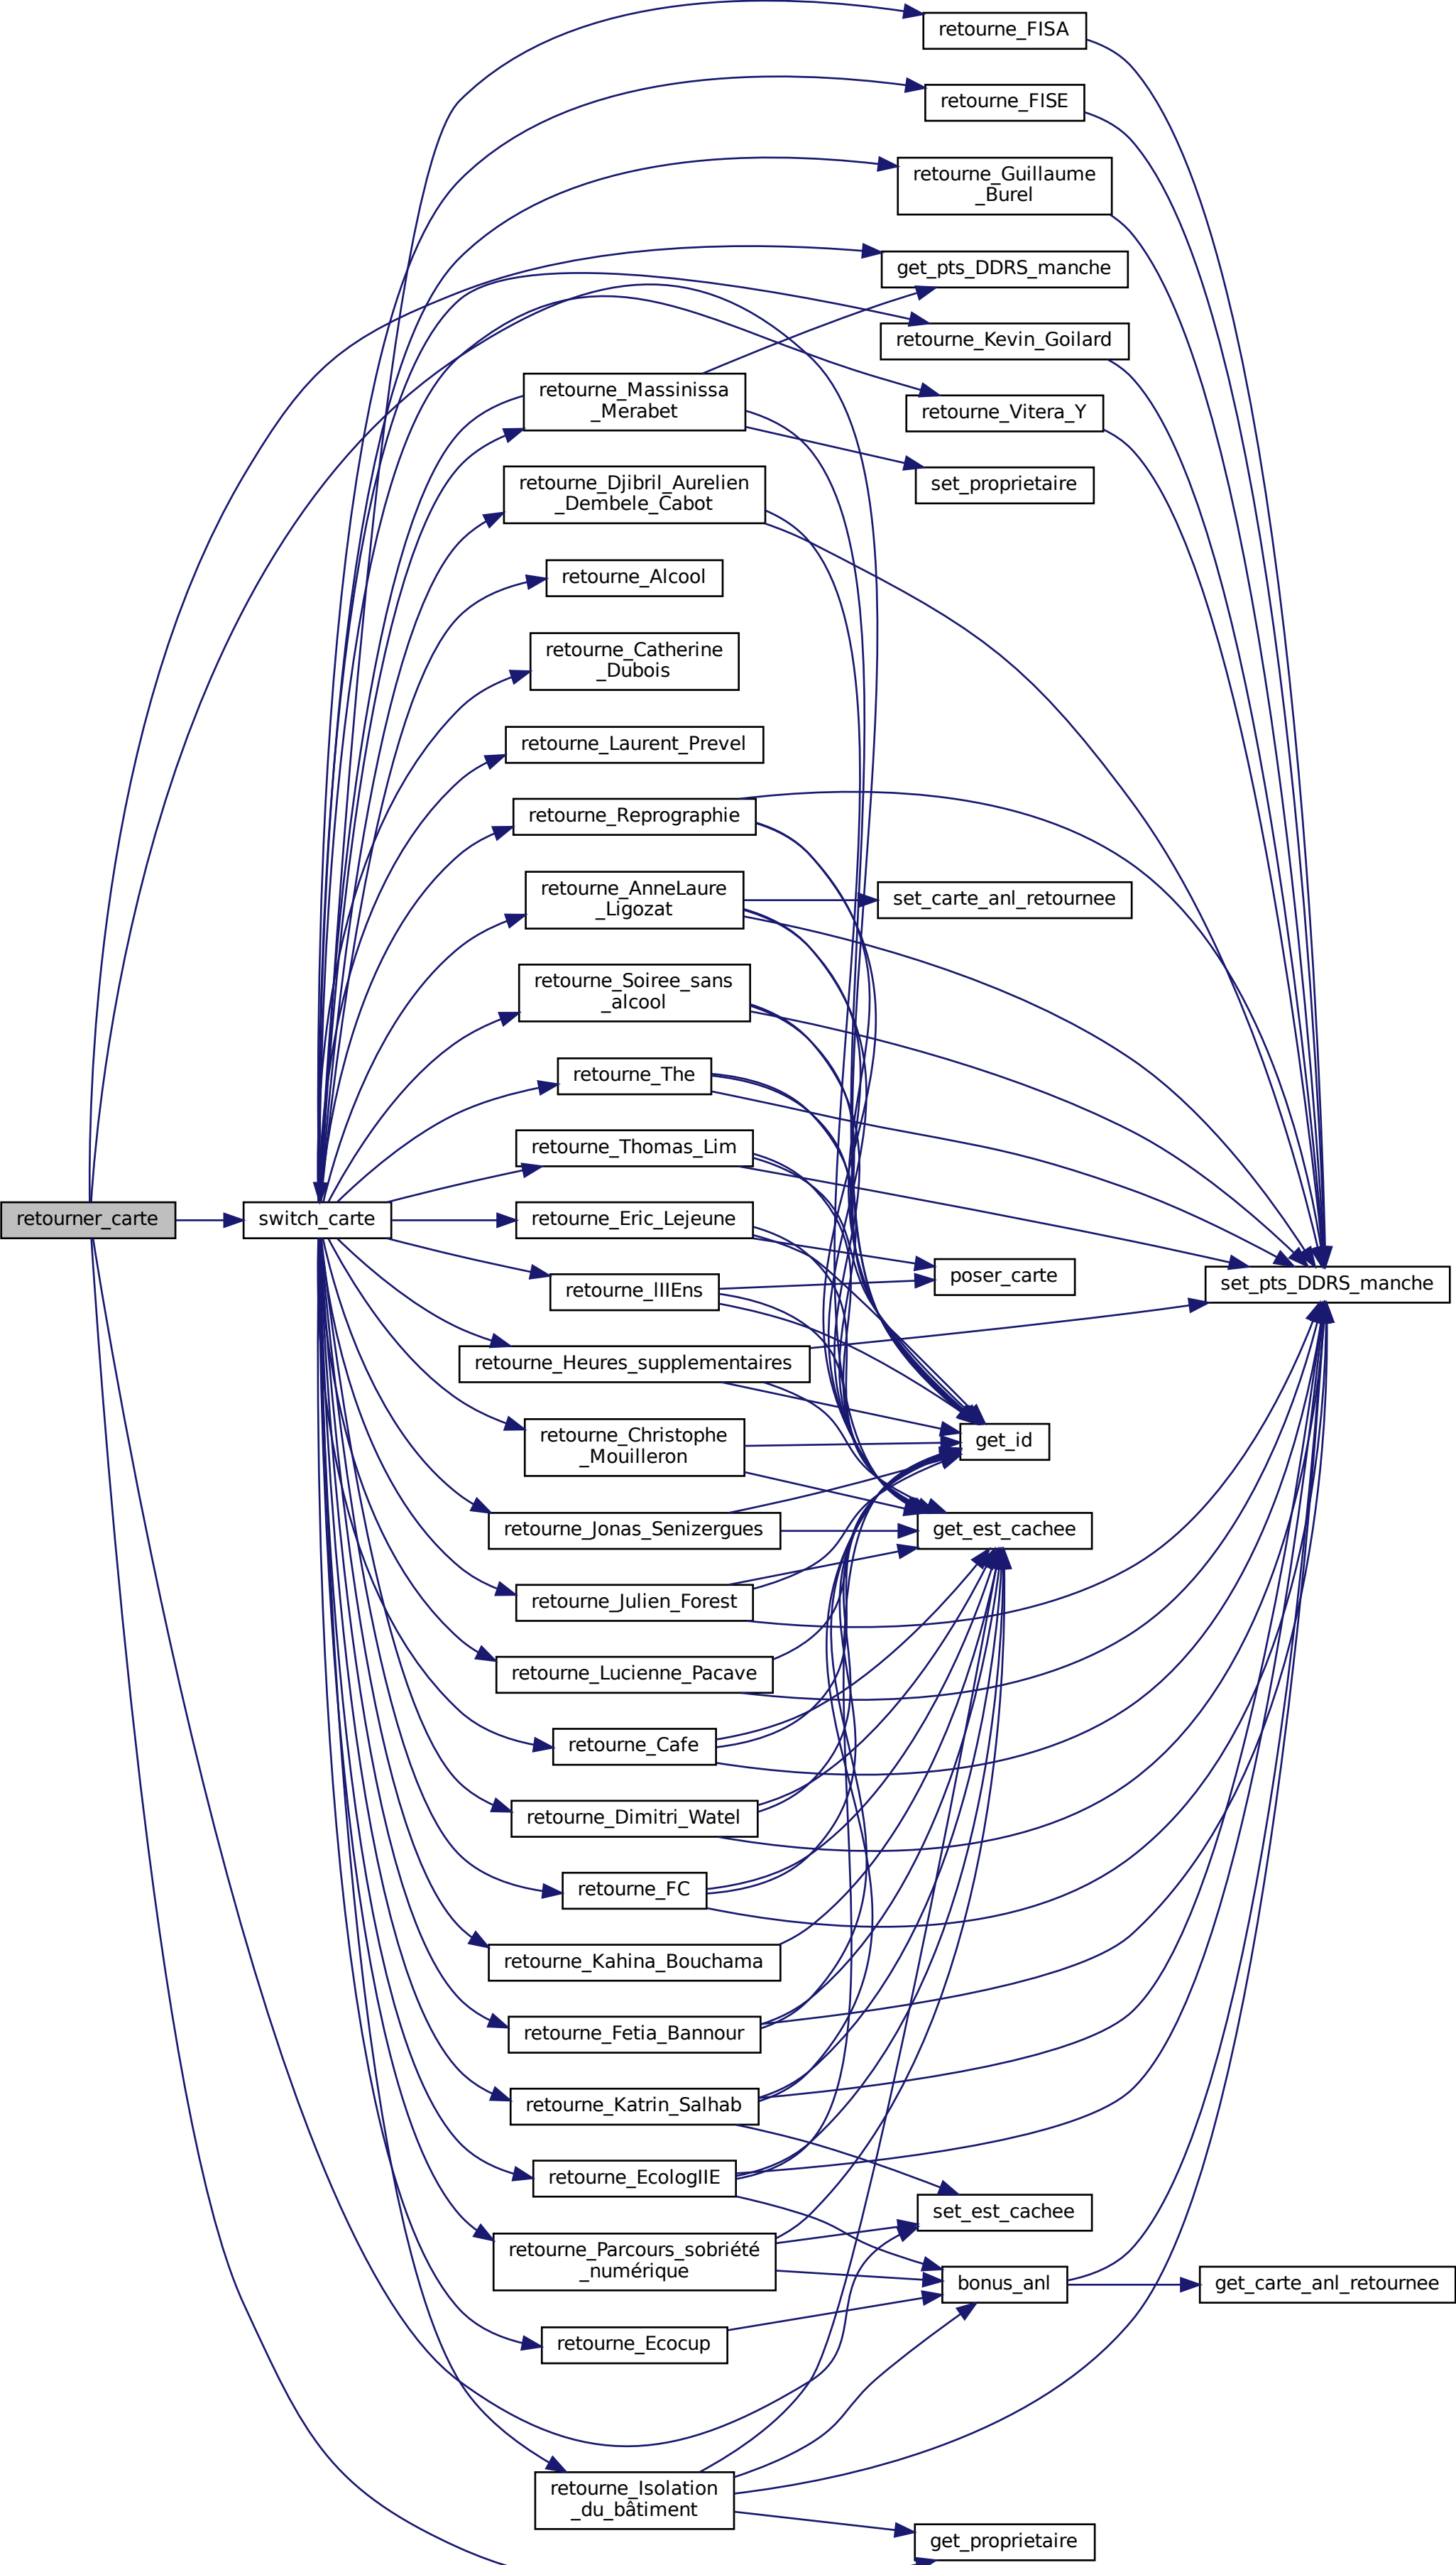 retourne_FISA
retourne_FISE
retourne_Guillaume
_Burel
get_pts_DDRS_manche
retourne_Kevin_Goilard
retourne_Massinissa
_Merabet
retourne_Vitera_Y
set_proprietaire
retourne_Djibril_Aurelien
_Dembele_Cabot
retourne_Alcool
retourne_Catherine
_Dubois
retourne_Laurent_Prevel
retourne_Reprographie
retourne_AnneLaure
_Ligozat
set_carte_anl_retournee
retourne_Soiree_sans
_alcool
retourne_The
retourne_Thomas_Lim
retourner_carte
switch_carte
retourne_Eric_Lejeune
poser_carte
set_pts_DDRS_manche
retourne_lIIEns
retourne_Heures_supplementaires
retourne_Christophe
_Mouilleron
get_id
retourne_Jonas_Senizergues
get_est_cachee
retourne_Julien_Forest
retourne_Lucienne_Pacave
retourne_Cafe
retourne_Dimitri_Watel
retourne_FC
retourne_Kahina_Bouchama
retourne_Fetia_Bannour
retourne_Katrin_Salhab
retourne_EcologIIE
set_est_cachee
retourne_Parcours_sobriété
_numérique
bonus_anl
get_carte_anl_retournee
retourne_Ecocup
retourne_Isolation
_du_bâtiment
get_proprietaire